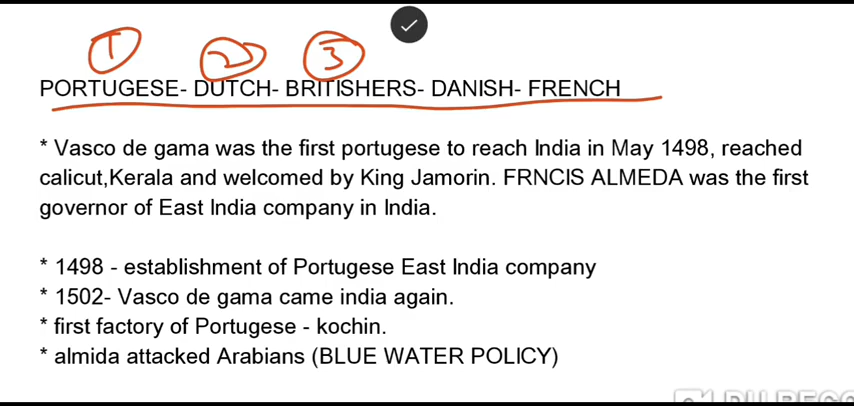 1 2 3
PORTUGESE- DUTCH- BRITISHERS- DANISH- FRENCH
* Vasco de gama was the first portugese to reach India in May 1498, reached
calicut,Kerala and welcomed by King Jamorin. FRNCIS ALMEDA was the first
governor of East India company in India.
* 1498 - establishment of Portugese East India company
* 1502- Vasco de gama came india again.
* first factory of Portugese - kochin.
* almida attacked Arabians (BLUE WATER POLICY)